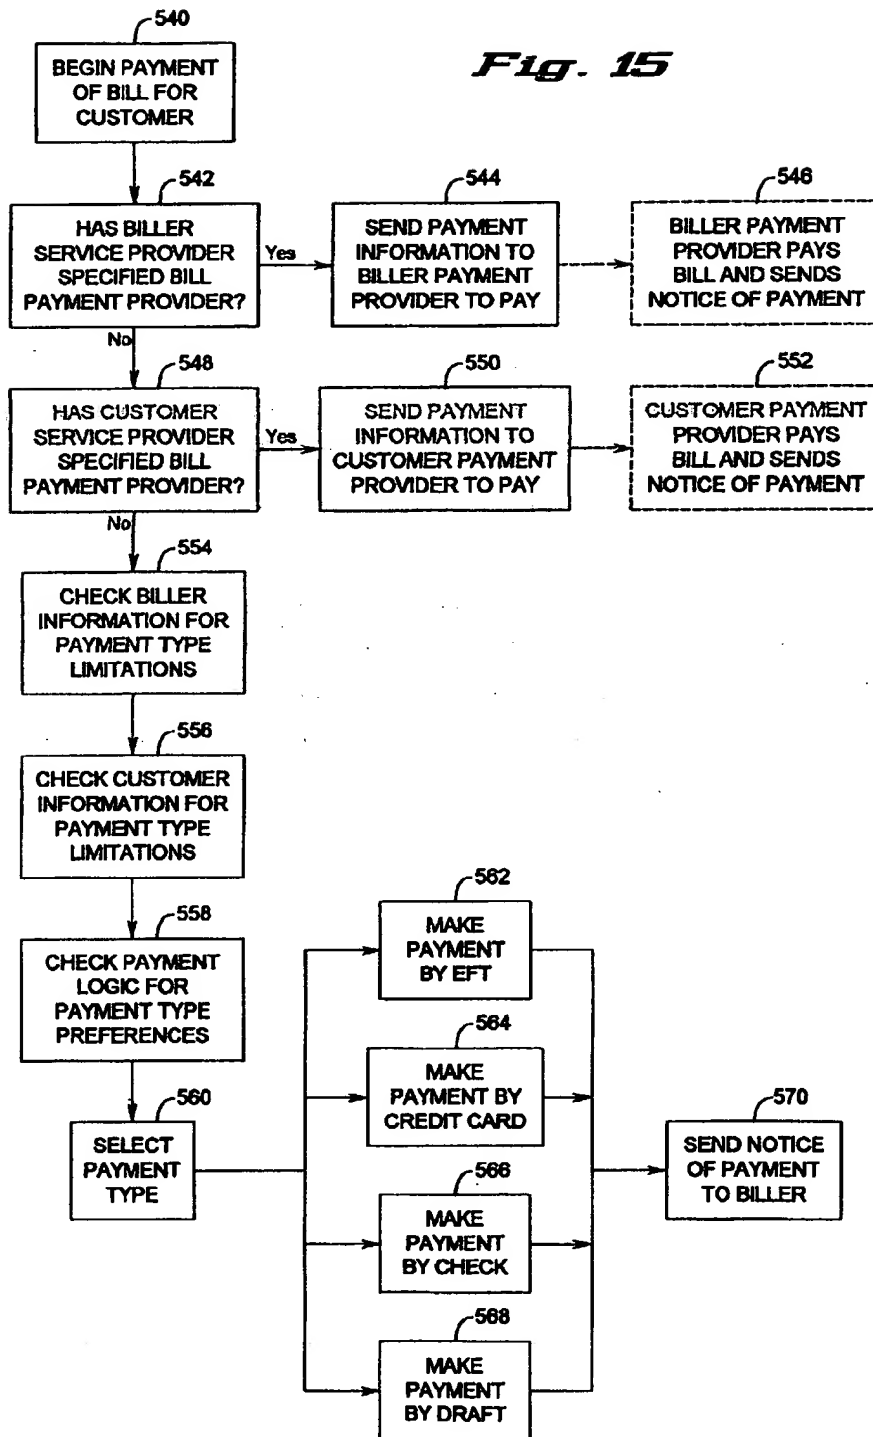 Fig. 15
540
BEGIN PAYMENT
OF BILL FOR
CUSTOMER
542
HAS BILLER
SERVICE PROVIDER
SPECIFIED BILL
PAYMENT PROVIDER?
Yes
544
SEND PAYMENT
INFORMATION TO
BILLER PAYMENT
PROVIDER TO PAY
546
BILLER PAYMENT
PROVIDER PAYS
BILL AND SENDS
NOTICE OF PAYMENT
No
548
HAS CUSTOMER
SERVICE PROVIDER
SPECIFIED BILL
PAYMENT PROVIDER?
Yes
550
SEND PAYMENT
INFORMATION TO
CUSTOMER PAYMENT
PROVIDER TO PAY
552
CUSTOMER PAYMENT
PROVIDER PAYS
BILL AND SENDS
NOTICE OF PAYMENT
No
554
CHECK BILLER
INFORMATION FOR
PAYMENT TYPE
LIMITATIONS
556
CHECK CUSTOMER
INFORMATION FOR
PAYMENT TYPE
LIMITATIONS
558
CHECK PAYMENT
LOGIC FOR
PAYMENT TYPE
PREFERENCES
560
SELECT
PAYMENT
TYPE
562
MAKE
PAYMENT
BY EFT
564
MAKE
PAYMENT BY
CREDIT CARD
566
MAKE
PAYMENT
BY CHECK
568
MAKE
PAYMENT
BY DRAFT
570
SEND NOTICE
OF PAYMENT
TO BILLER